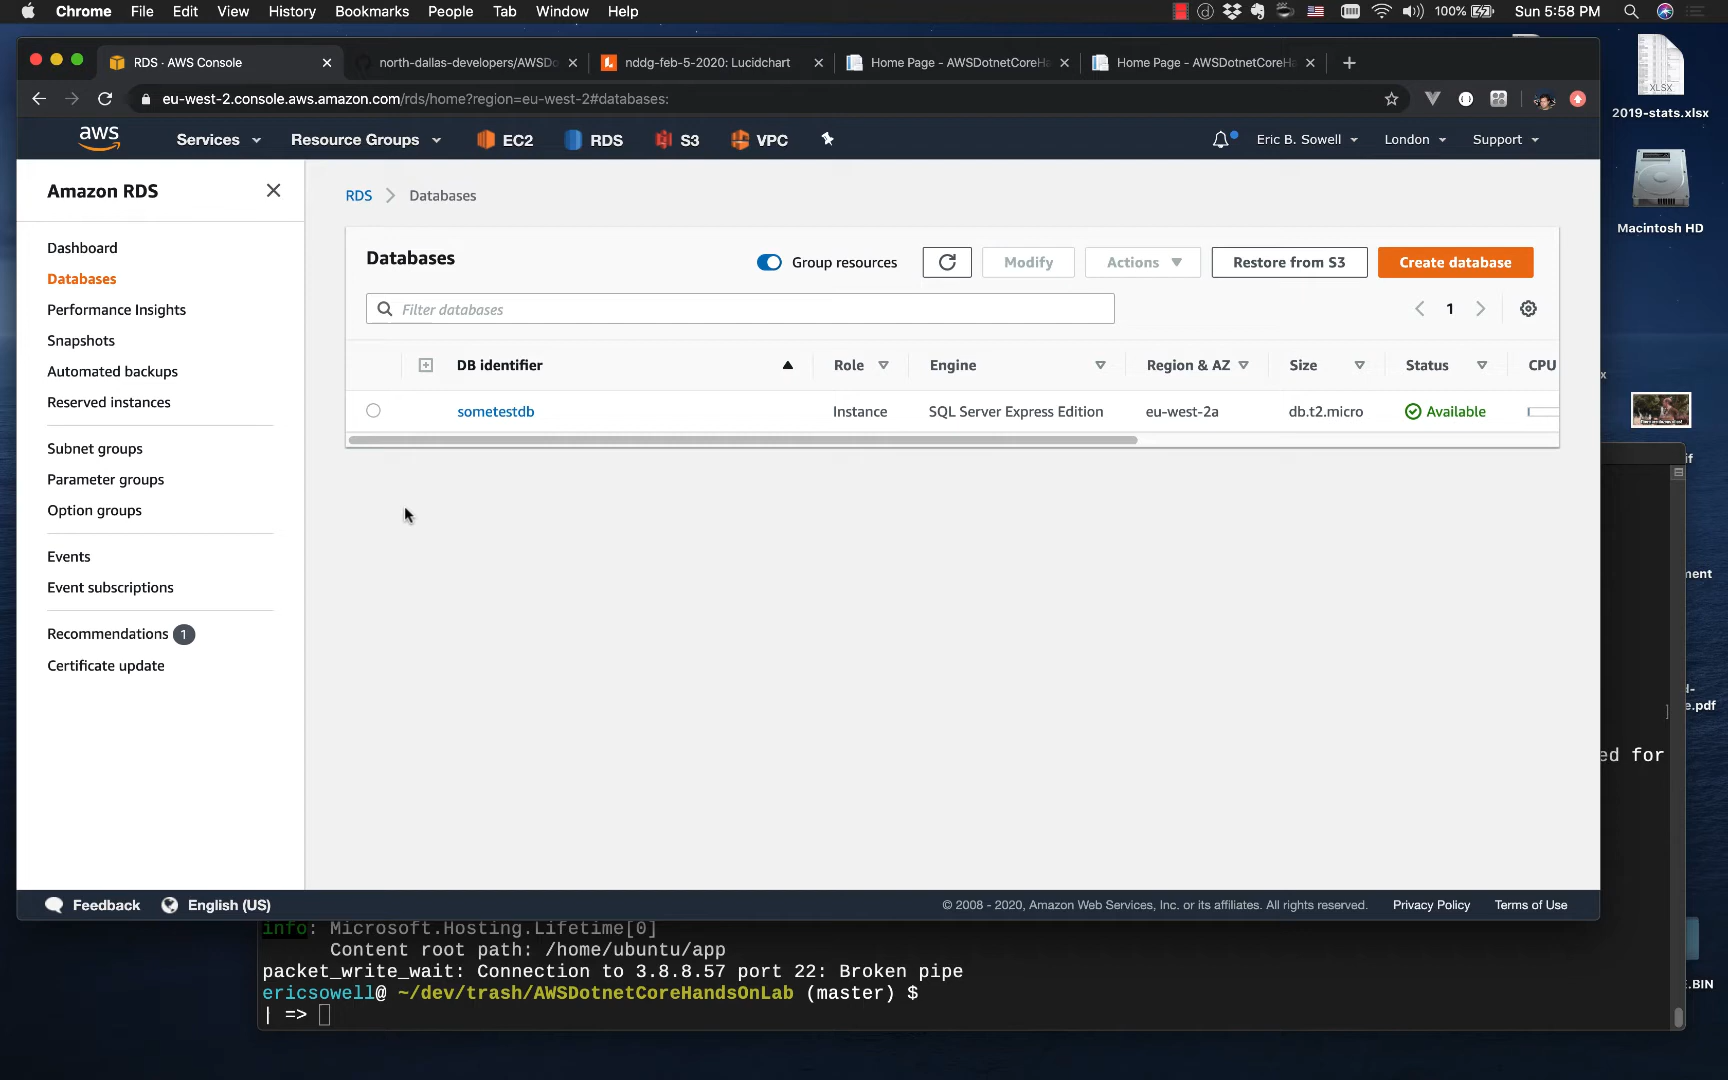 Chrome File Edit View History Bookmarks People Tab Window Help 100% Sun 5:58 PM
RDS · AWS Console
north-dallas-developers/AWSDo
nddg-feb-5-2020: Lucidchart
Home Page - AWSDotnetCoreHa
Home Page - AWSDotnetCoreHa
eu-west-2.console.aws.amazon.com/rds/home?region=eu-west-2#databases:
XLSX
2019-stats.xlsx
Macintosh HD
aws Services Resource Groups EC2 RDS S3 VPC Eric B. Sowell London Support
Amazon RDS
Dashboard
Databases
Performance Insights
Snapshots
Automated backups
Reserved instances
Subnet groups
Parameter groups
Option groups
Events
Event subscriptions
Recommendations 1
Certificate update
RDS Databases
Databases Group resources Modify Actions Restore from S3 Create database
Filter databases 1
DB identifier Role Engine Region & AZ Size Status CPU
sometestdb Instance SQL Server Express Edition eu-west-2a db.t2.micro Available
x
if
ment
d-
e.pdf
]
ed for
E.BIN
Feedback English (US) © 2008 - 2020, Amazon Web Services, Inc. or its affiliates. All rights reserved. Privacy Policy Terms of Use
info: Microsoft.Hosting.Lifetime[0]
Content root path: /home/ubuntu/app
packet_write_wait: Connection to 3.8.8.57 port 22: Broken pipe
ericsowell@ ~/dev/trash/AWSDotnetCoreHandsOnLab (master) $
| =>